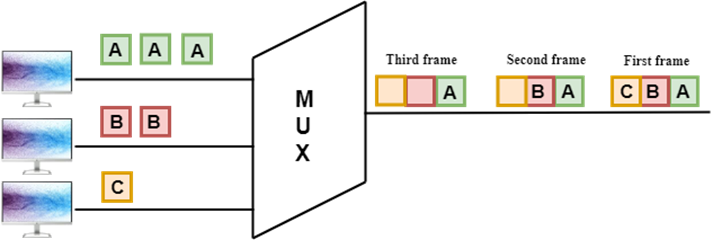 A A A
B B
C
M
U
X
Third frame Second frame First frame
A B A C B A